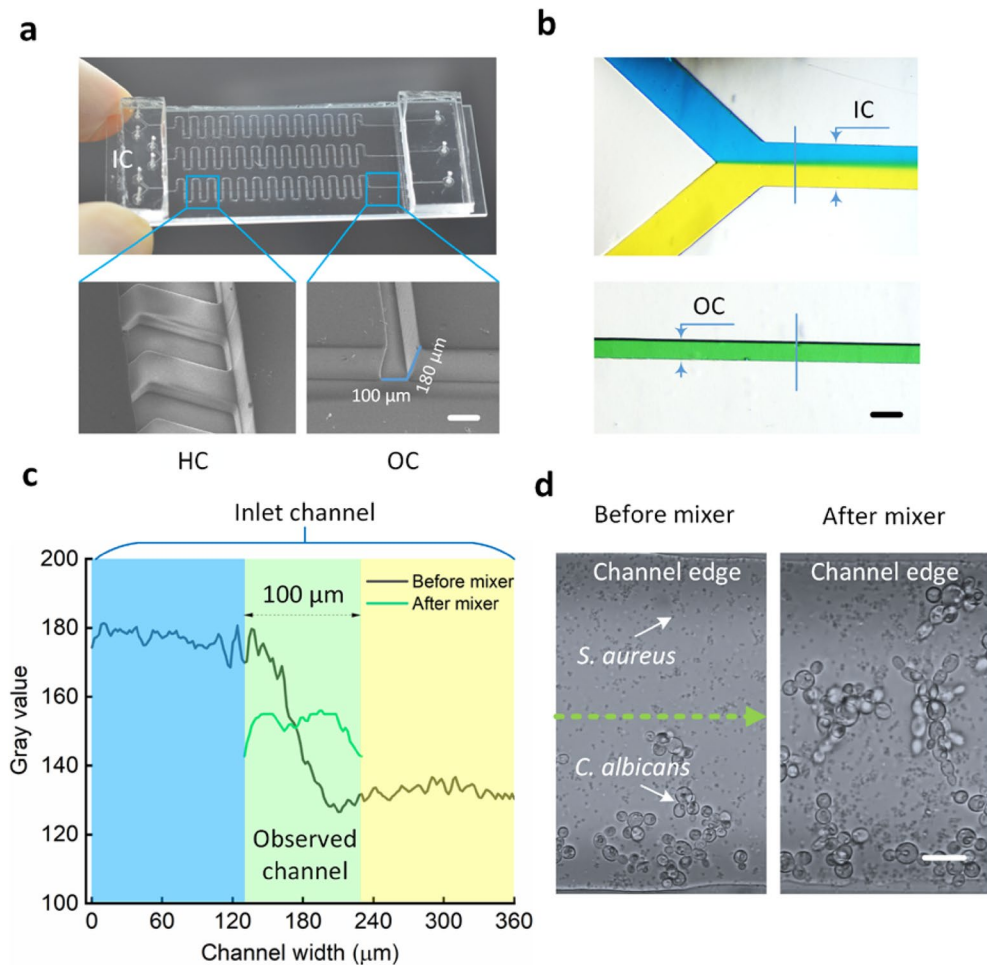 a
IC
100 µm
180 µm
HC
OC
b
IC
OC
c
Inlet channel
200
180
160
140
120
100
Gray value
Before mixer
After mixer
100 µm
Observed
channel
0
60
120
180
240
300
360
Channel width (µm)
d
Before mixer
After mixer
Channel edge
Channel edge
S. aureus
C. albicans